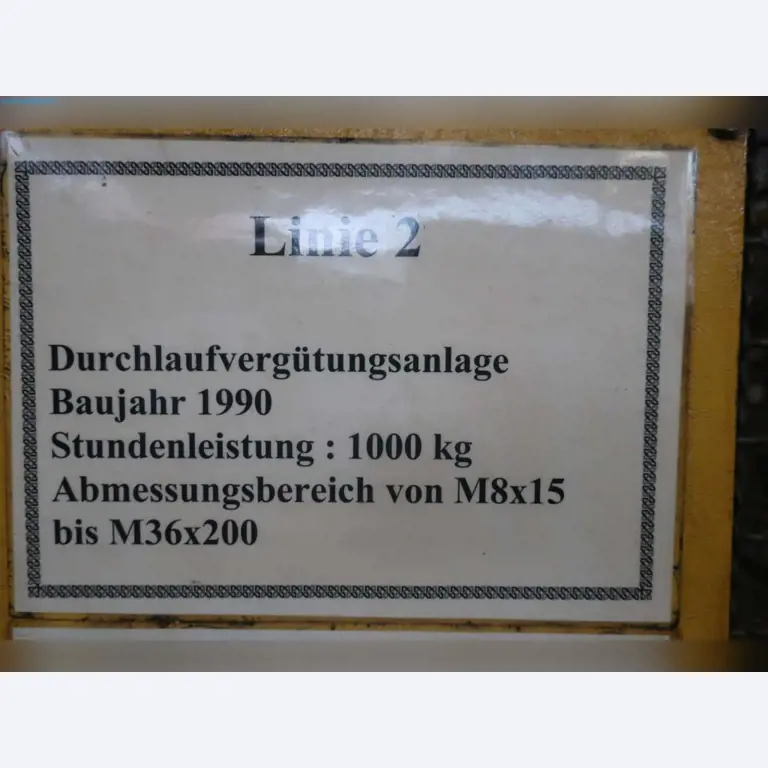 Linie 2
Durchlaufvergütungsanlage
Baujahr 1990
Stundenleistung : 1000 kg
Abmessungsbereich von M8x15
bis M36x200